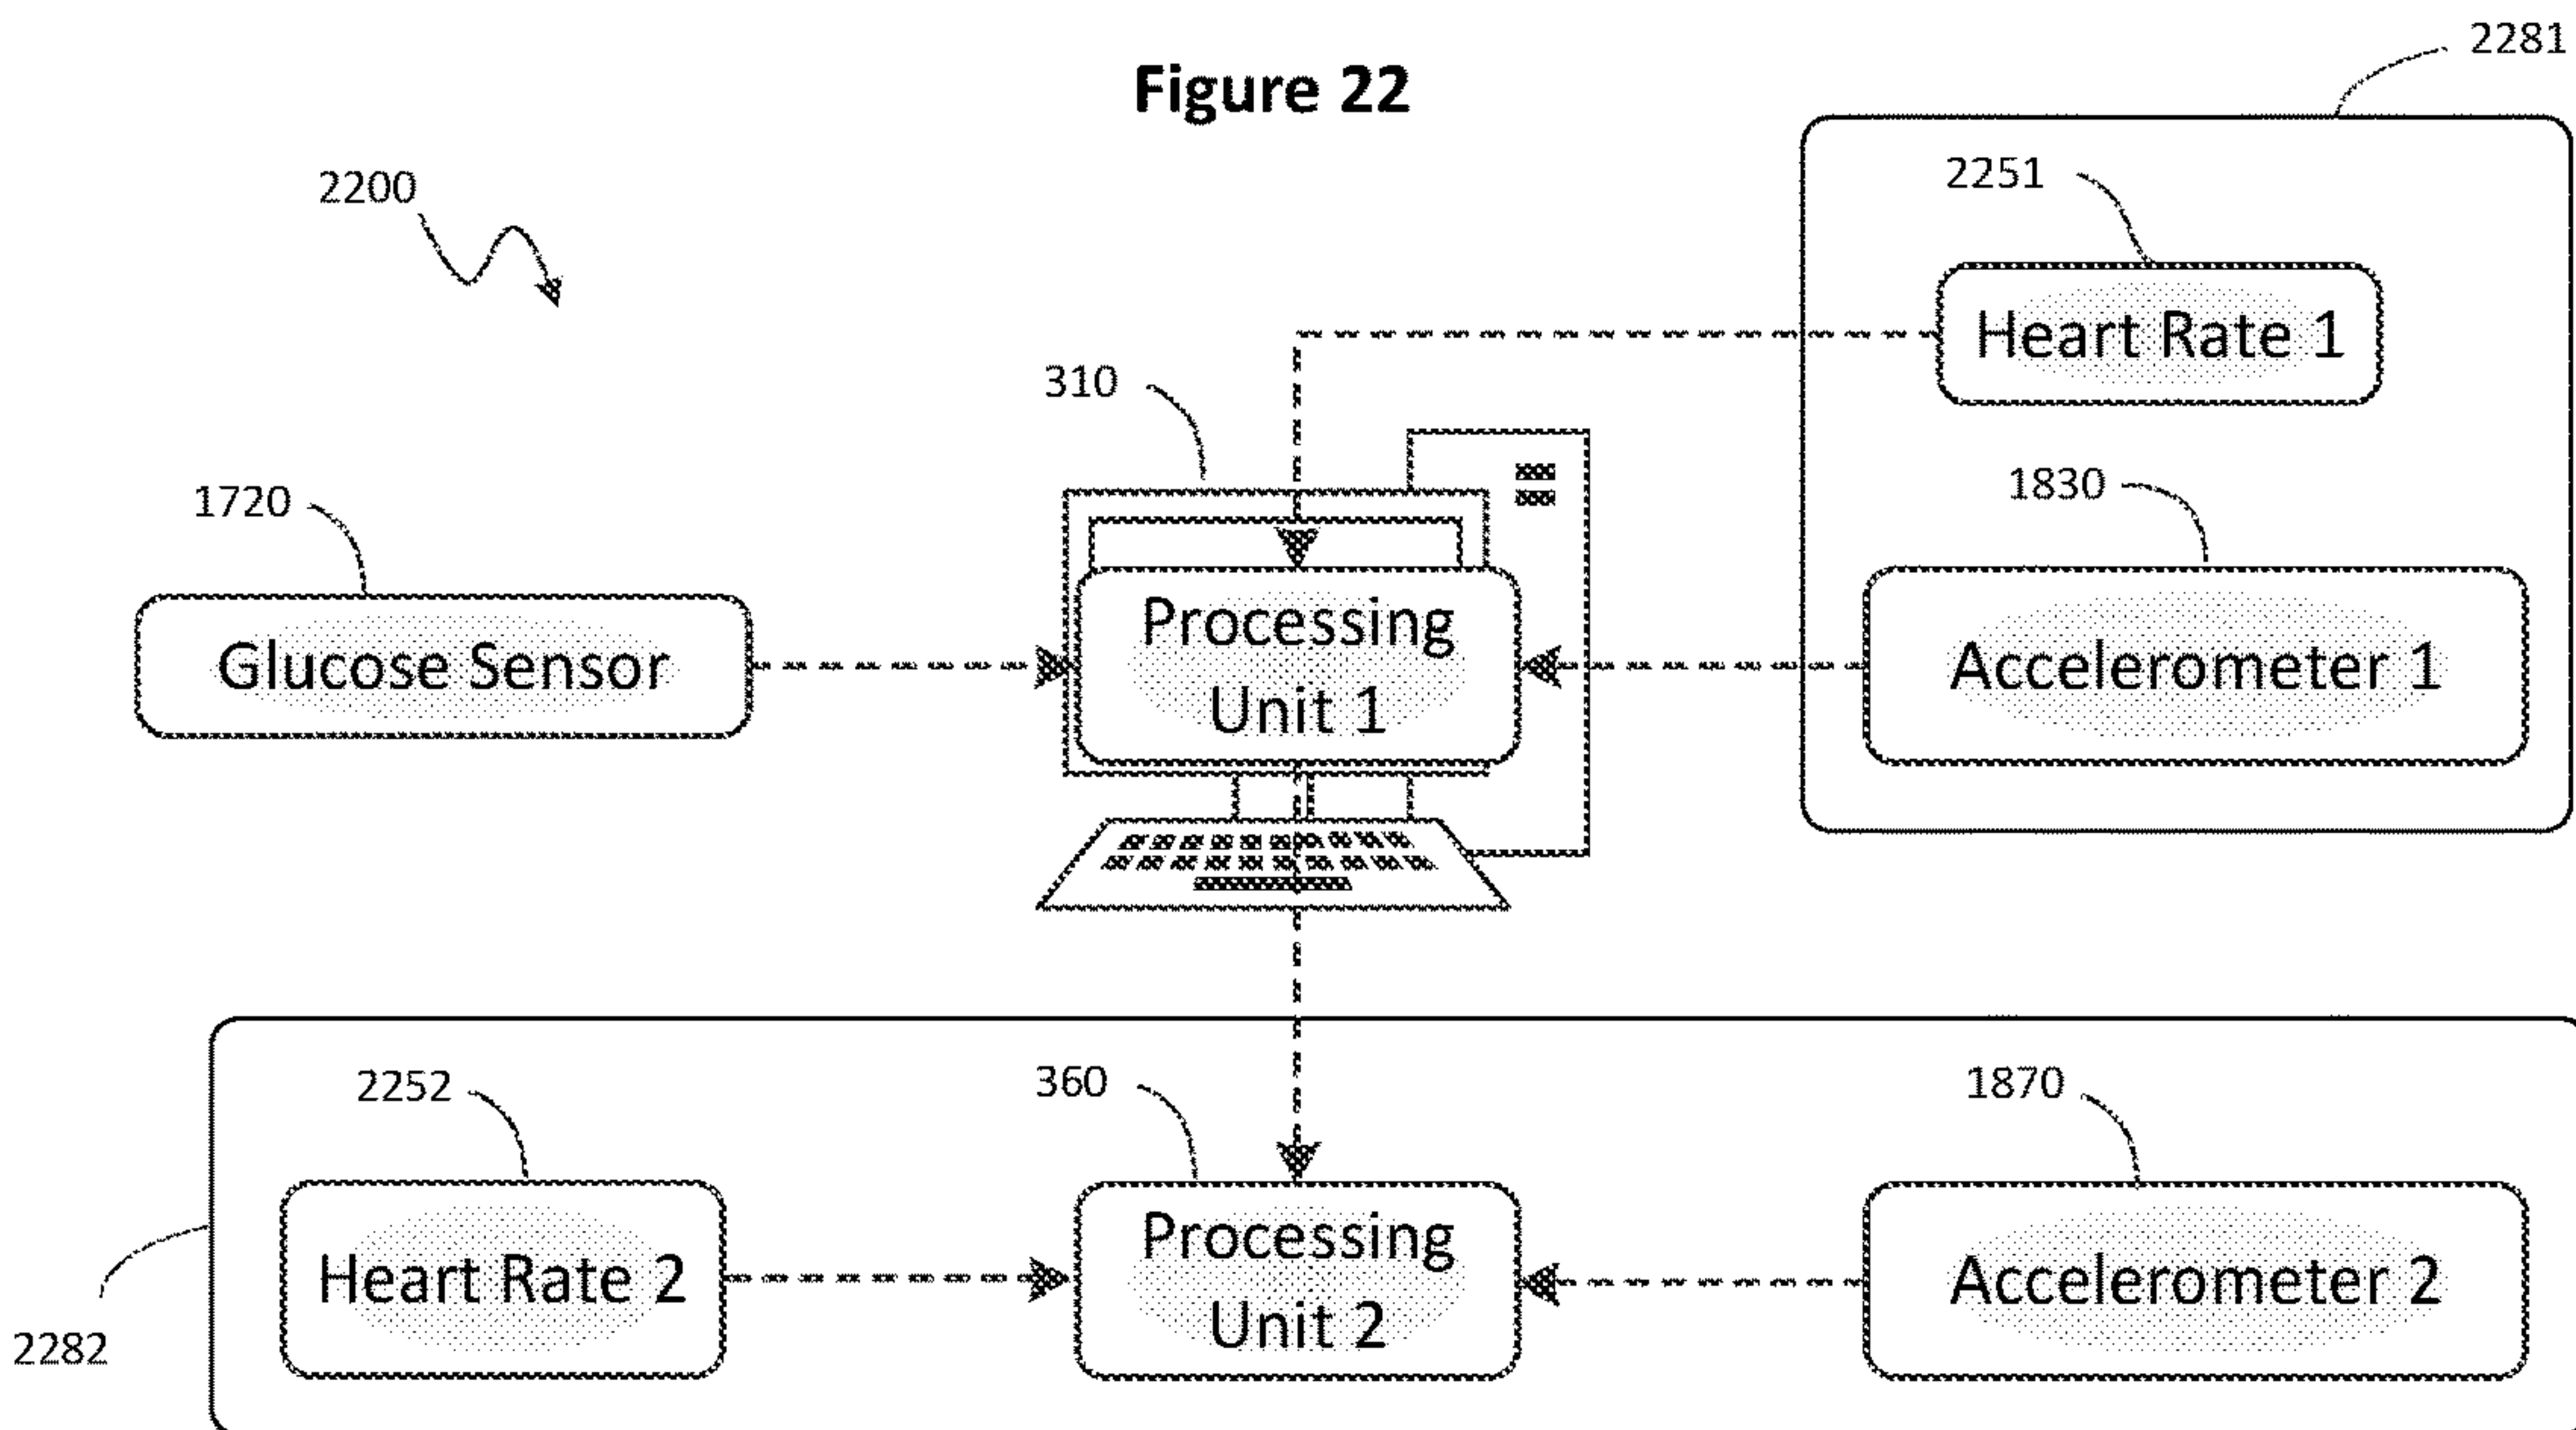 2281
Figure 22
2251
2200
Heart Rate 1
310
1830
1720
Processing
Unit 1
Glucose Sensor
Accelerometer 1
2252
360
1870
Heart Rate 2
Processing
Unit 2
Accelerometer 2
2282